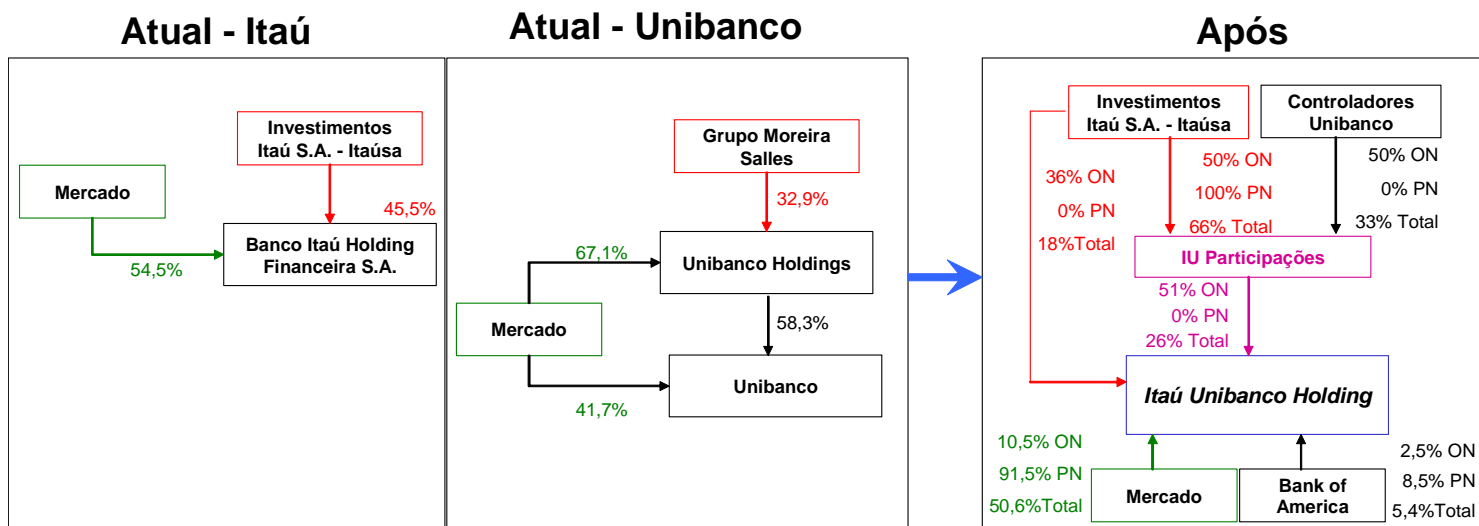 Atual - Itaú
Investimentos
Itaú S.A. - Itaúsa
Mercado
45,5%
54,5%
Banco Itaú Holding
Financeira S.A.
Atual - Unibanco
Grupo Moreira
Salles
32,9%
67,1%
Unibanco Holdings
Mercado
58,3%
Unibanco
41,7%
Após
Investimentos
Itaú S.A. - Itaúsa
Controladores
Unibanco
36% ON
0% PN
18%Total
50% ON
100% PN
66% Total
50% ON
0% PN
33% Total
IU Participações
51% ON
0% PN
26% Total
Itaú Unibanco Holding
10,5% ON
91,5% PN
50,6%Total
Mercado
Bank of
America
2,5% ON
8,5% PN
5,4%Total